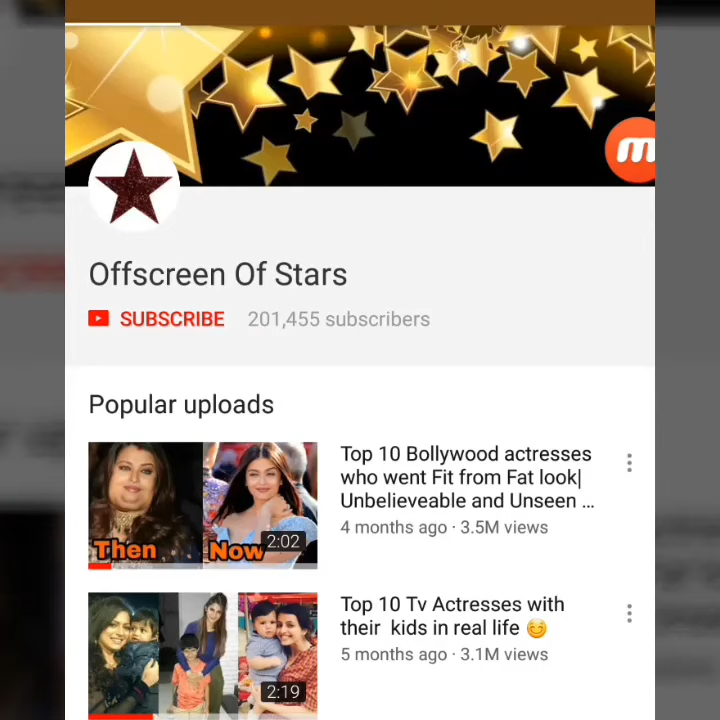 m
Offscreen Of Stars
SUBSCRIBE 201,455 subscribers
Popular uploads
Then Now 2:02
Top 10 Bollywood actresses
who went Fit from Fat look|
Unbelieveable and Unseen ...
4 months ago · 3.5M views
2:19
Top 10 Tv Actresses with
their kids in real life 😊
5 months ago · 3.1M views